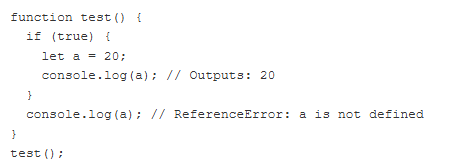 function test() {
  if (true) {
    let a = 20;
    console.log(a); // Outputs: 20
  }
  console.log(a); // ReferenceError: a is not defined
}
test();